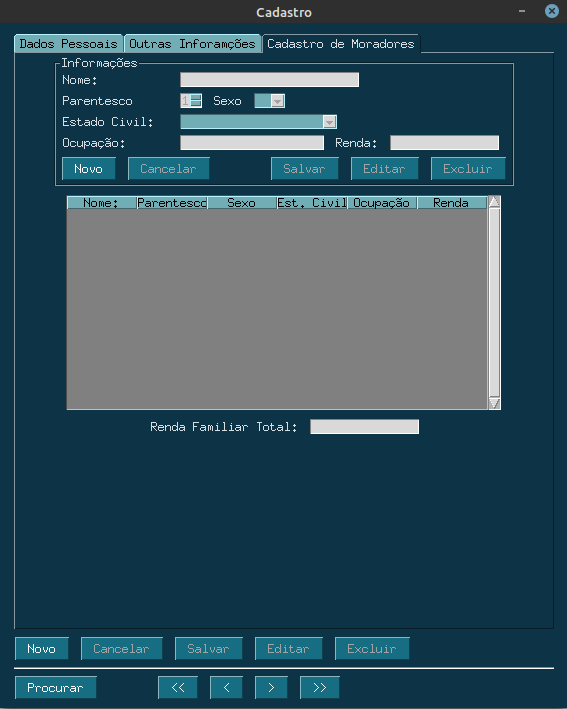 Cadastro
Dados Pessoais Outras Inforamções Cadastro de Moradores
Informações
Nome:
Parentesco 1 Sexo
Estado Civil:
Ocupação: Renda:
Novo Cancelar Salvar Editar Excluir
Nome: Parentesco Sexo Est. Civil Ocupação Renda
Renda Familiar Total:
Novo Cancelar Salvar Editar Excluir
Procurar << < > >>